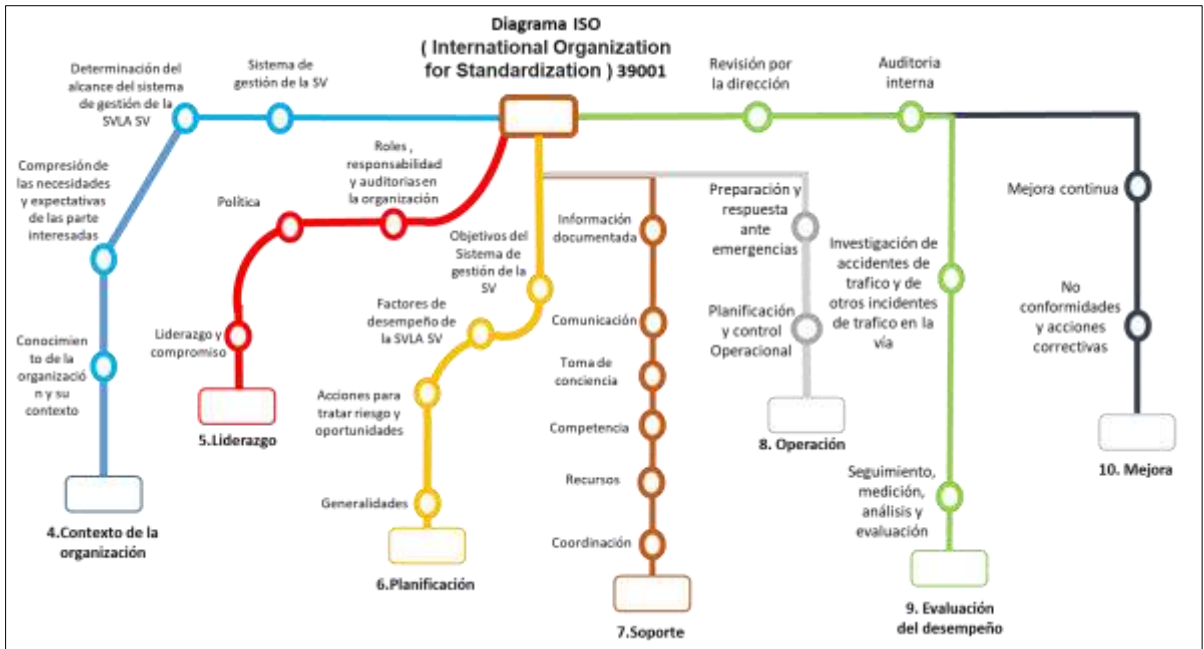 Diagrama ISO
( International Organization
for Standardization ) 39001
Determinación del
alcance del sistema
de gestión de la
SVLA SV
Sistema de
gestión de la SV
Compresión de
las necesidades
y expectativas
de las parte
interesadas
Conocimien
to de la
organizació
n y su
contexto
4.Contexto de la
organización
Roles ,
responsabilidad
y auditorias en
la organización
Política
Liderazgo y
compromiso
5.Liderazgo
Objetivos del
Sistema de
gestión de la
SV
Factores de
desempeño de
la SVLA SV
Acciones para
tratar riesgo y
oportunidades
Generalidades
6.Planificación
Información
documentada
Comunicación
Toma de
conciencia
Competencia
Recursos
Coordinación
7.Soporte
Preparación y
respuesta
ante
emergencias
Planificación
y control
Operacional
8. Operación
Revisión por
la dirección
Auditoria
interna
Investigación de
accidentes de
trafico y de
otros incidentes
de trafico en la
vía
Seguimiento,
medición,
análisis y
evaluación
9. Evaluación
del desempeño
Mejora continua
No
conformidades
y acciones
correctivas
10. Mejora